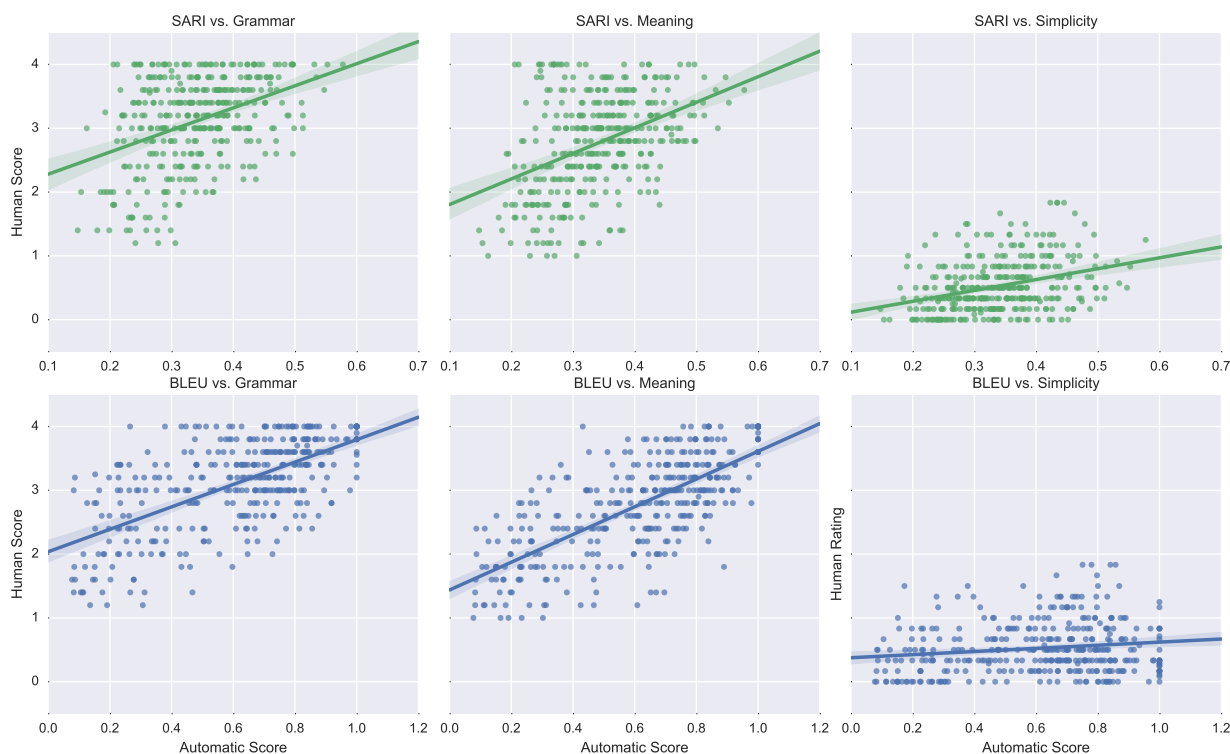 SARI vs. Grammar
SARI vs. Meaning
SARI vs. Simplicity
Human Score
4
3
2
1
0
0.1 0.2 0.3 0.4 0.5 0.6 0.7
0.1 0.2 0.3 0.4 0.5 0.6 0.7
0.1 0.2 0.3 0.4 0.5 0.6 0.7
BLEU vs. Grammar
BLEU vs. Meaning
BLEU vs. Simplicity
Human Score
4
3
2
1
0
Human Rating
0.0 0.2 0.4 0.6 0.8 1.0 1.2
0.0 0.2 0.4 0.6 0.8 1.0 1.2
0.0 0.2 0.4 0.6 0.8 1.0 1.2
Automatic Score
Automatic Score
Automatic Score